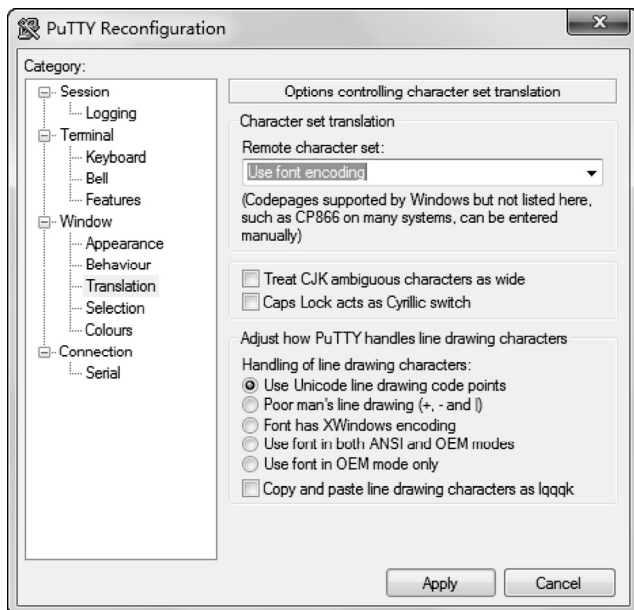 PuTTY Reconfiguration
Category:
Session
Logging
Terminal
Keyboard
Bell
Features
Window
Appearance
Behaviour
Translation
Selection
Colours
Connection
Serial
Options controlling character set translation
Character set translation
Remote character set:
Use font encoding
(Codepages supported by Windows but not listed here,
such as CP866 on many systems, can be entered
manually)
Treat CJK ambiguous characters as wide
Caps Lock acts as Cyrillic switch
Adjust how PuTTY handles line drawing characters
Handling of line drawing characters:
Use Unicode line drawing code points
Poor man's line drawing (+, - and |)
Font has XWindows encoding
Use font in both ANSI and OEM modes
Use font in OEM mode only
Copy and paste line drawing characters as lqqqk
Apply
Cancel